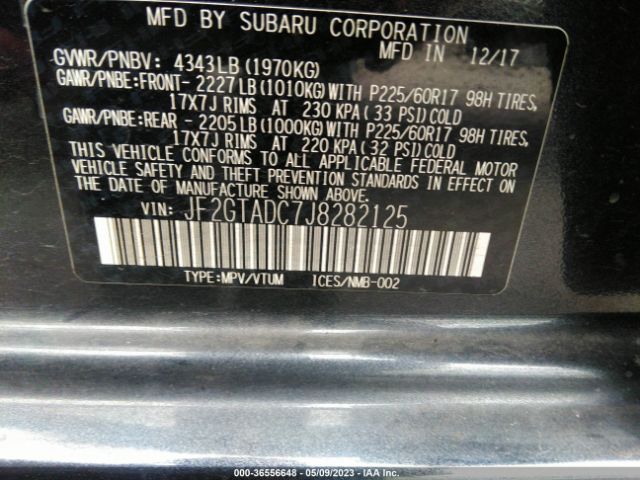 MFD BY SUBARU CORPORATION
GVWR/PNBV: 4343LB (1970KG) MFD IN 12/17
GAWR/PNBE:FRONT- 2227LB (1010KG)WITH P225/60R17 98H TIRES,
17X7J RIMS AT 230 KPA (33 PSI)COLD
GAWR/PNBE:REAR - 2205LB (1000KG)WITH P225/60R17 98H TIRES,
17X7J RIMS AT 220 KPA (32 PSI)COLD
THIS VEHICLE CONFORMS TO ALL APPLICABLE FEDERAL MOTOR
VEHICLE SAFETY AND THEFT PREVENTION STANDARDS IN EFFECT
ON THE DATE OF MANUFACTURE SHOWN ABOVE.
VIN: JF2GTADC7J8282125
TYPE:MPV/VTUM ICES/NMB-002
000-36556648 - 05/09/2023 - IAA Inc.